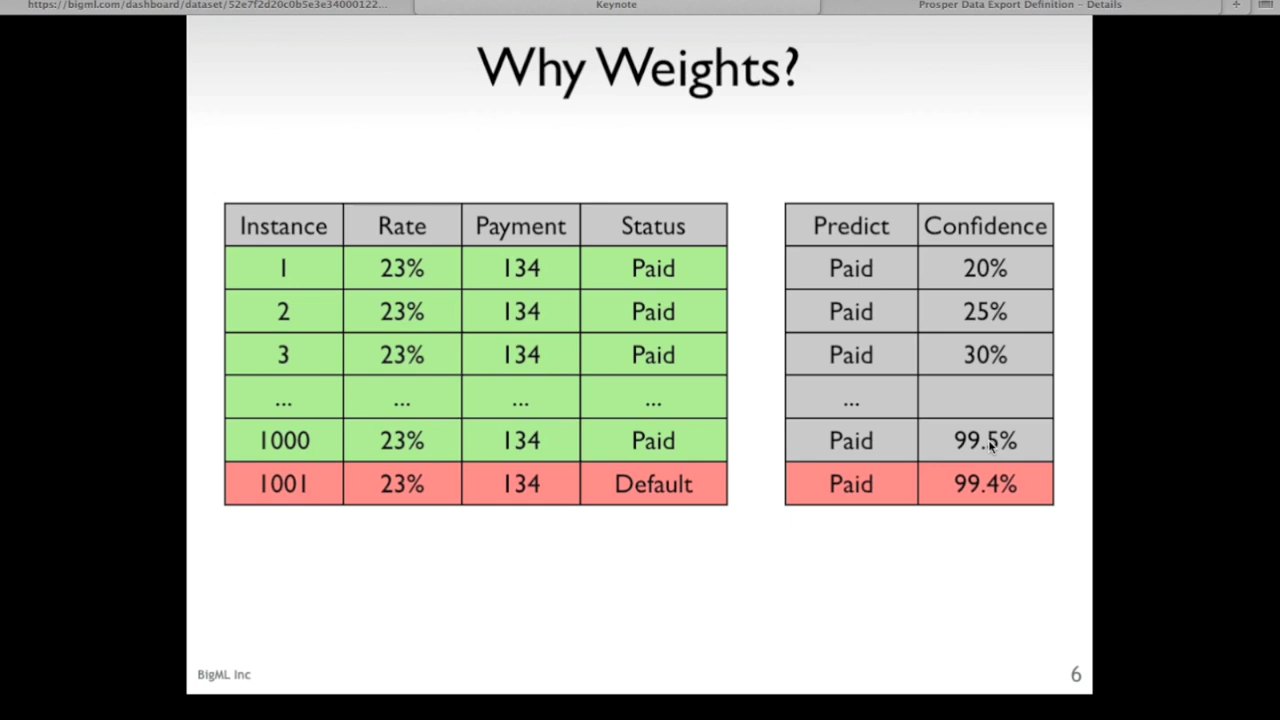 https://bigml.com/dashboard/dataset/52e7f2d20c0b5e3e34000122... Keynote Prosper Data Export Definition – Details +
Why Weights?
Instance Rate Payment Status Predict Confidence
1 23% 134 Paid Paid 20%
2 23% 134 Paid Paid 25%
3 23% 134 Paid Paid 30%
... ... ... ... ...
1000 23% 134 Paid Paid 99.5%
1001 23% 134 Default Paid 99.4%
BigML Inc 6